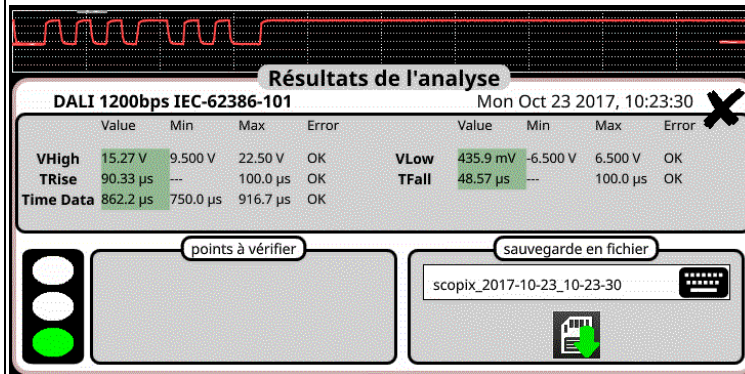 Résultats de l'analyse
DALI 1200bps IEC-62386-101 Mon Oct 23 2017, 10:23:30
Value Min Max Error Value Min Max Error
VHigh 15.27 V 9.500 V 22.50 V OK VLow 435.9 mV -6.500 V 6.500 V OK
TRise 90.33 µs --- 100.0 µs OK TFall 48.57 µs --- 100.0 µs OK
Time Data 862.2 µs 750.0 µs 916.7 µs OK
points à vérifier sauvegarde en fichier
scopix_2017-10-23_10-23-30